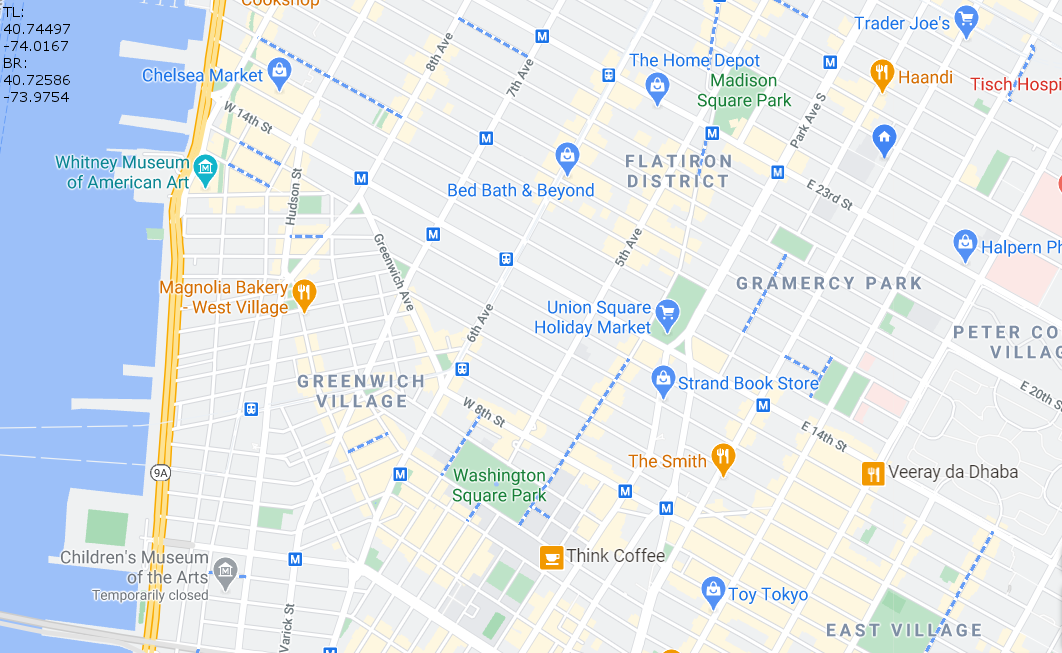 TL:
40.74497
-74.0167
BR:
40.72586
-73.9754
Cookshop
Trader Joe's
8th Ave
7th Ave
The Home Depot
Chelsea Market
Madison
Square Park
Haandi
Tisch Hospi
Park Ave S
W 14th St
Whitney Museum
of American Art
FLATIRON
DISTRICT
Bed Bath & Beyond
Hudson St
E 23rd St
5th Ave
Greenwich Ave
Halpern Ph
GRAMERCY PARK
Magnolia Bakery
- West Village
6th Ave
Union Square
Holiday Market
PETER CO
VILLAG
GREENWICH
VILLAGE
Strand Book Store
E 20th St
W 8th St
E 14th St
The Smith
9A
Washington
Square Park
Veeray da Dhaba
Children's Museum
of the Arts
Temporarily closed
Think Coffee
Toy Tokyo
Varick St
EAST VILLAGE